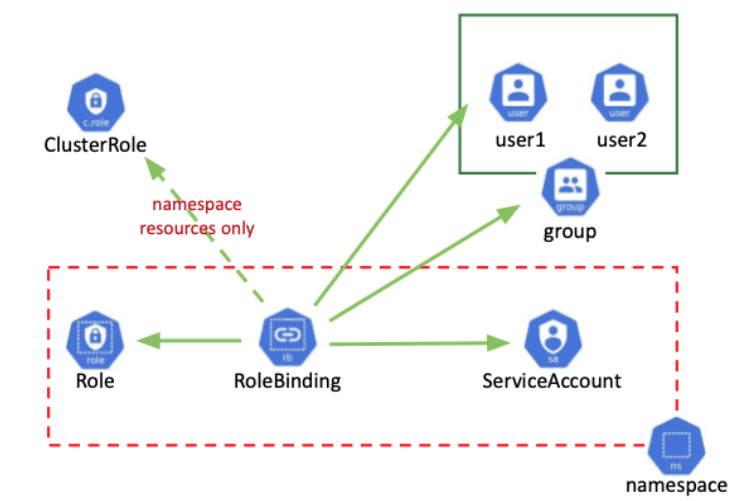 user
user
user1
user2
c.role
ClusterRole
group
group
namespace
resources only
role
Role
rb
RoleBinding
sa
ServiceAccount
ns
namespace